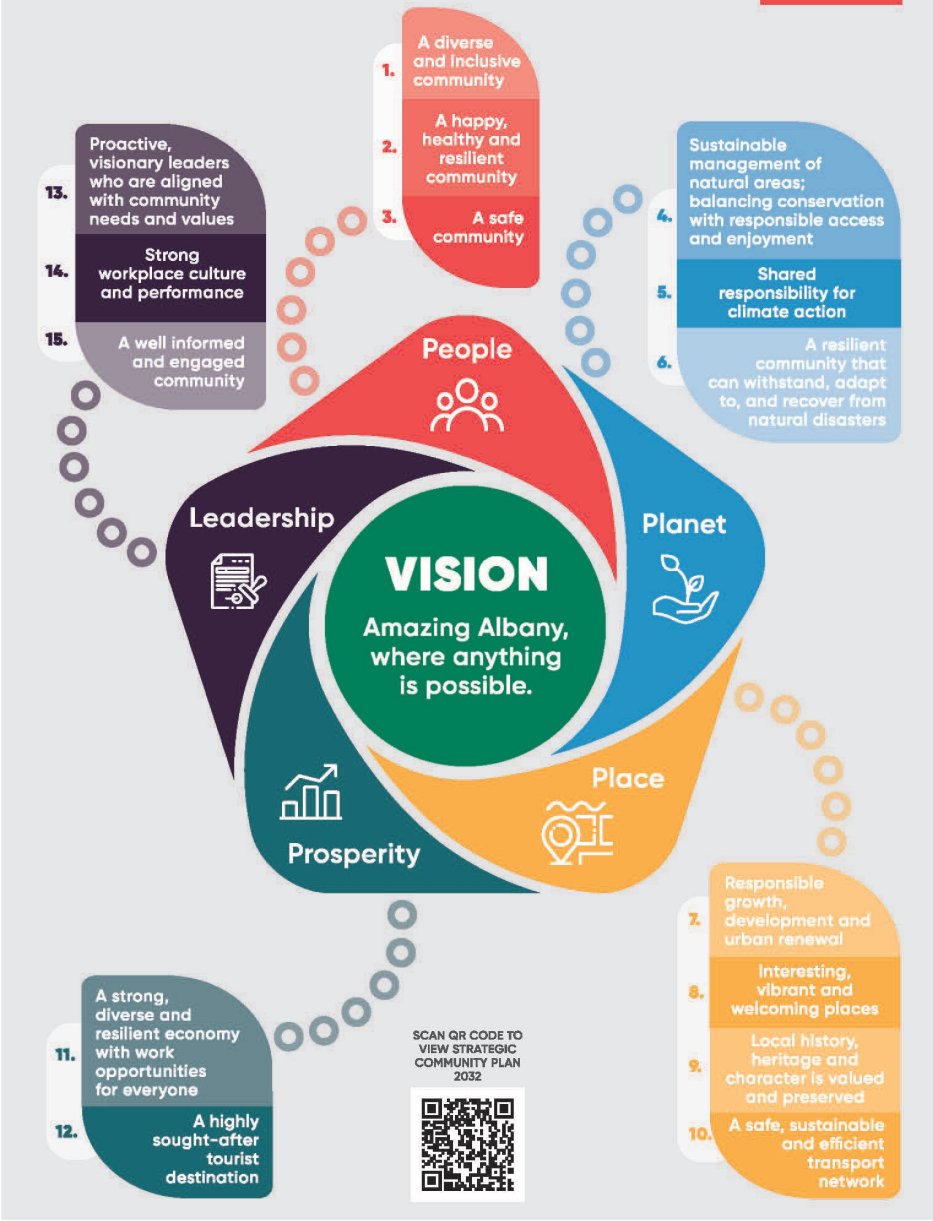 1.
A diverse
and inclusive
community
2.
A happy,
healthy and
resilient
community
3.
A safe
community
4.
Sustainable
management of
natural areas;
balancing conservation
with responsible access
and enjoyment
5.
Shared
responsibility for
climate action
6.
A resilient
community that
can withstand, adapt
to, and recover from
natural disasters
13.
Proactive,
visionary leaders
who are aligned
with community
needs and values
14.
Strong
workplace culture
and performance
15.
A well informed
and engaged
community
People
Leadership
Planet
VISION
Amazing Albany,
where anything
is possible.
Place
Prosperity
7.
Responsible
growth,
development and
urban renewal
8.
Interesting,
vibrant and
welcoming places
9.
Local history,
heritage and
character is valued
and preserved
10.
A safe, sustainable
and efficient
transport
network
11.
A strong,
diverse and
resilient economy
with work
opportunities
for everyone
12.
A highly
sought-after
tourist
destination
SCAN QR CODE TO
VIEW STRATEGIC
COMMUNITY PLAN
2032